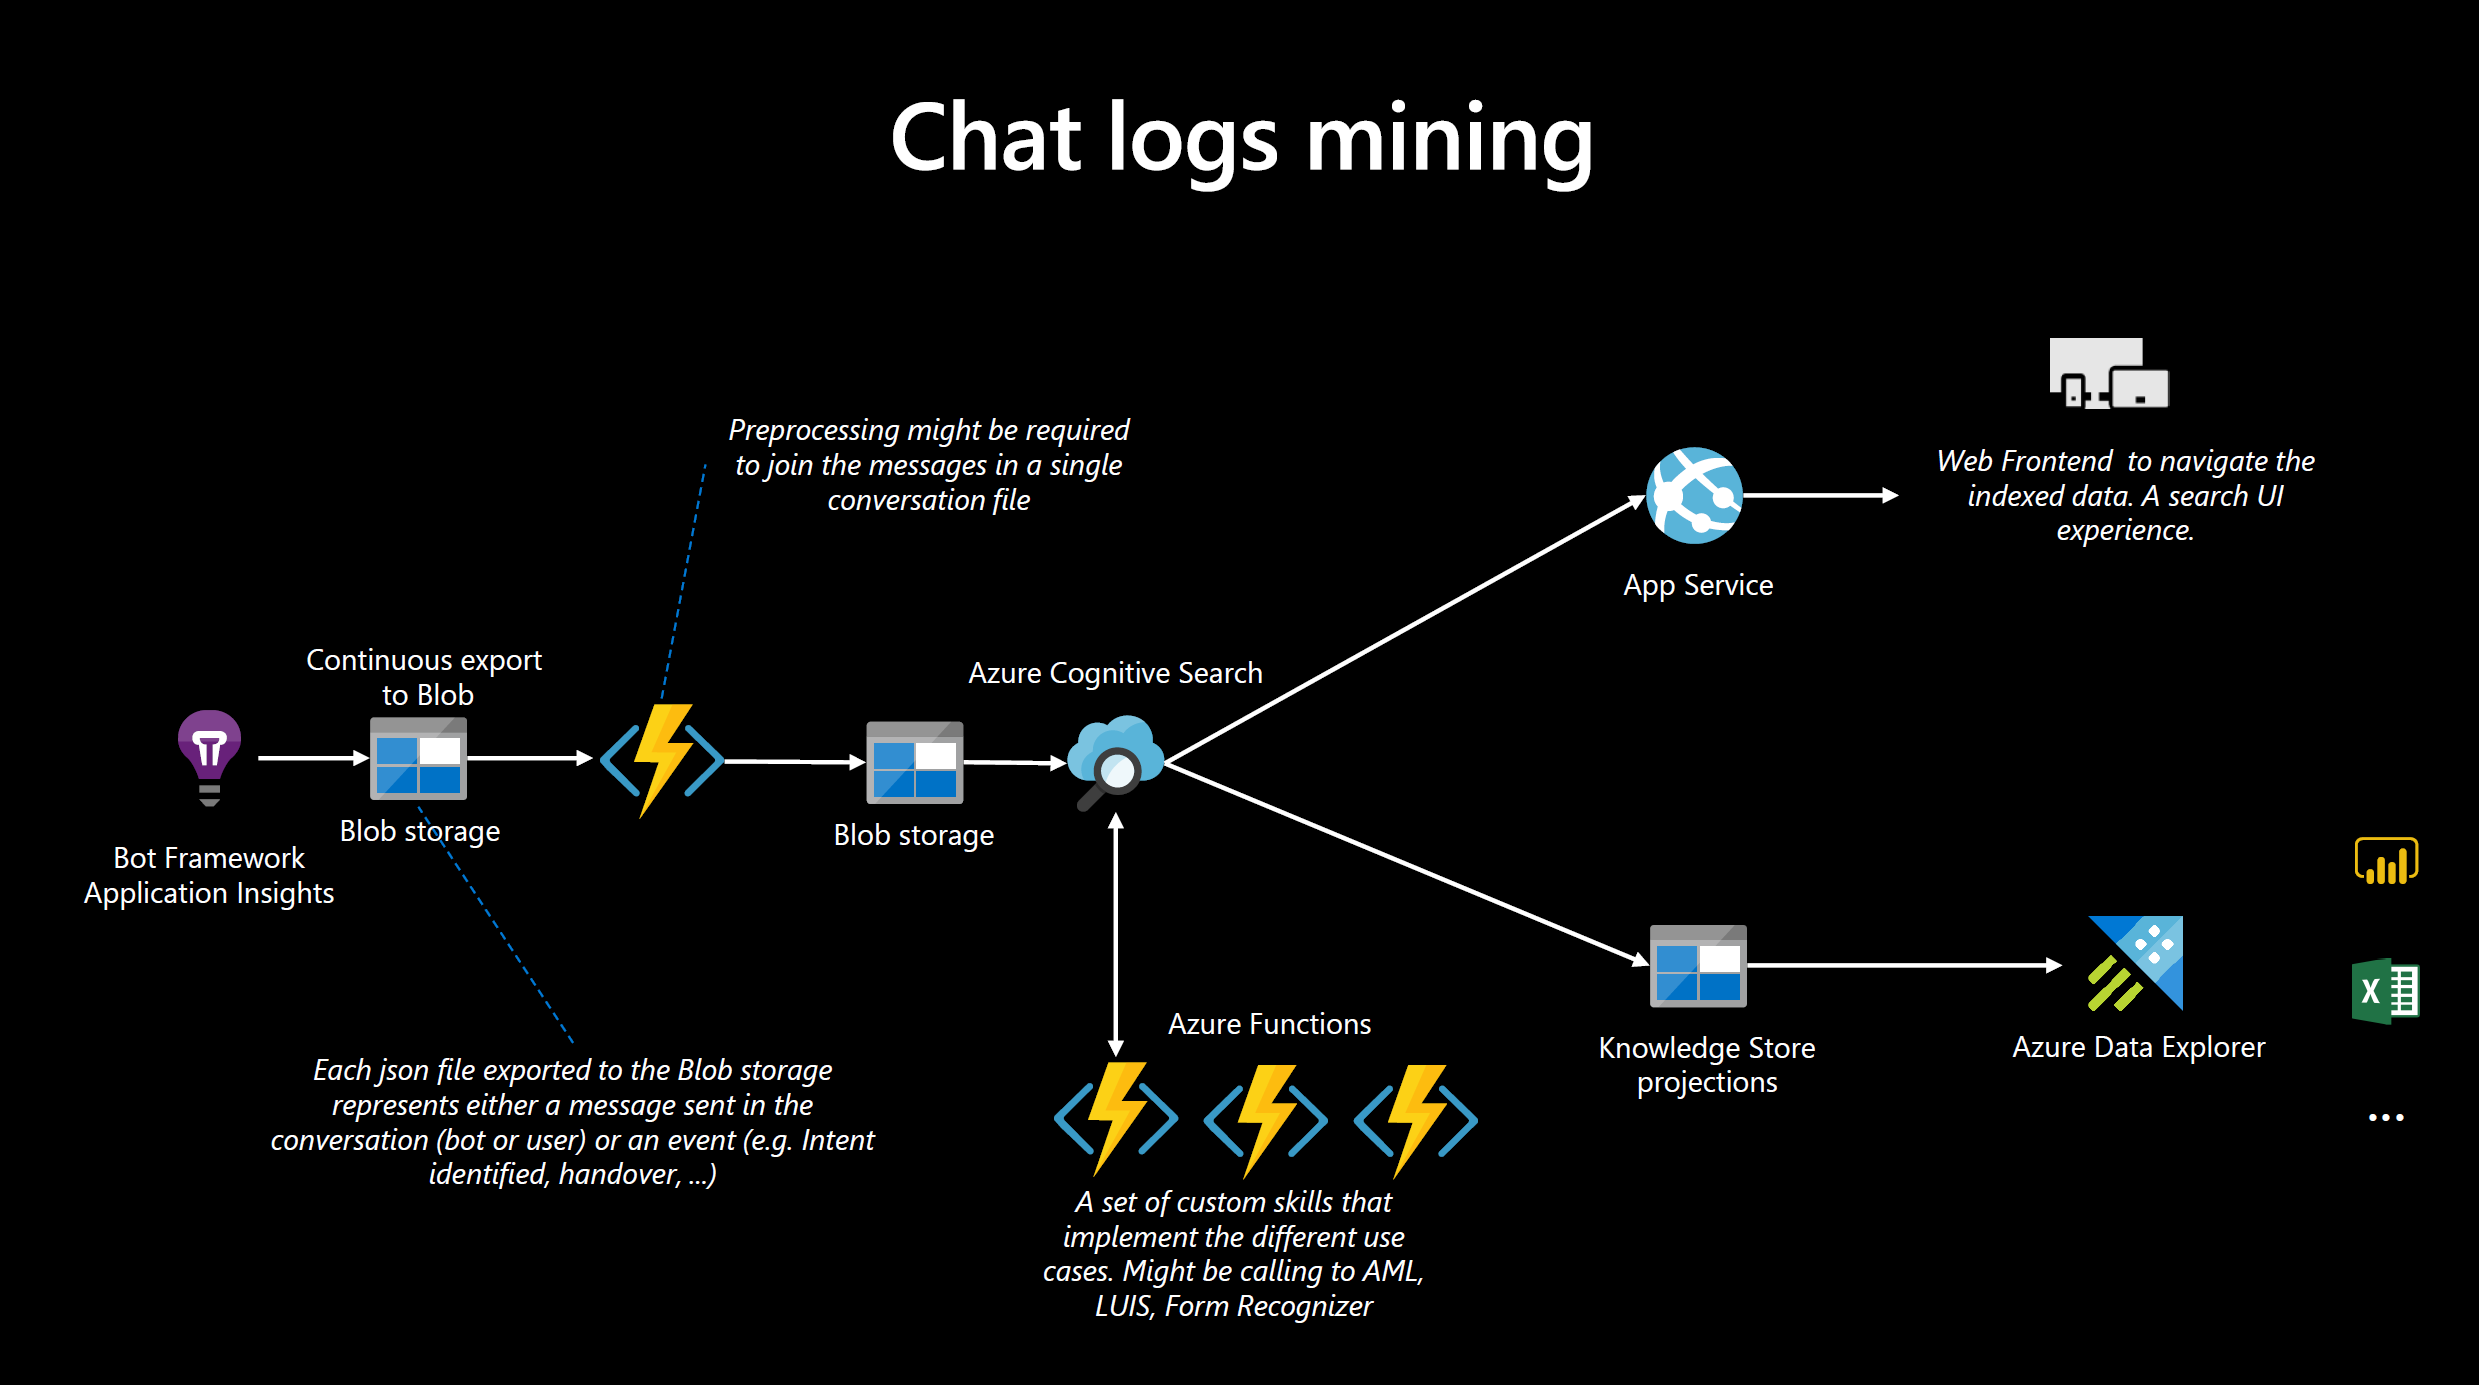 Chat logs mining
Preprocessing might be required
to join the messages in a single
conversation file
Web Frontend  to navigate the
indexed data. A search UI
experience.
App Service
Continuous export
to Blob
Azure Cognitive Search
Blob storage
Blob storage
Bot Framework
Application Insights
Azure Functions
Knowledge Store
projections
Azure Data Explorer
X
...
Each json file exported to the Blob storage
represents either a message sent in the
conversation (bot or user) or an event (e.g. Intent
identified, handover, ...)
A set of custom skills that
implement the different use
cases. Might be calling to AML,
LUIS, Form Recognizer